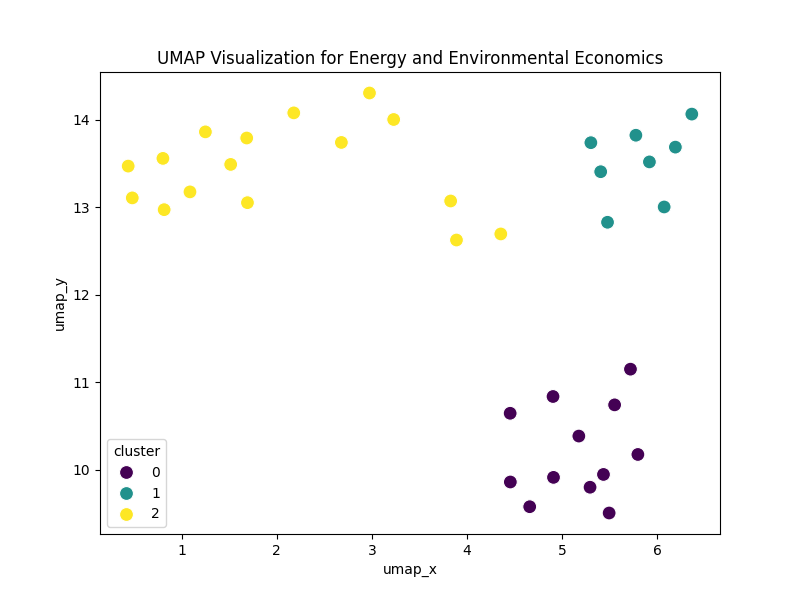 UMAP Visualization for Energy and Environmental Economics
14
13
12
11
10
umap_y
cluster
0
1
2
1 2 3 4 5 6
umap_x